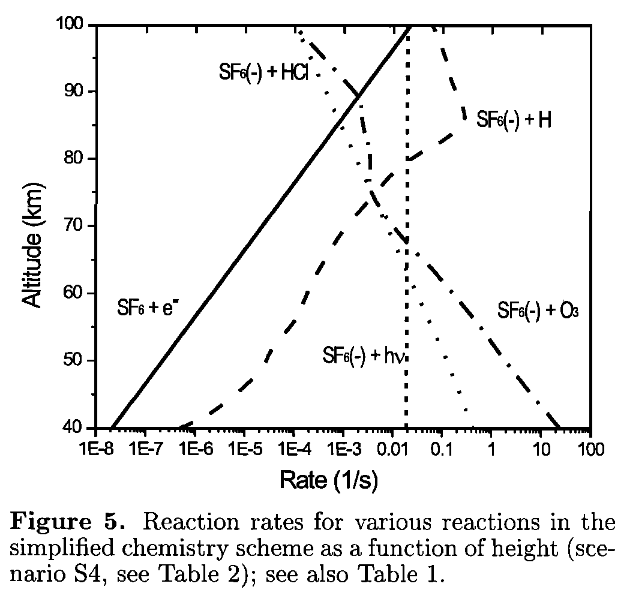 100
90
80
70
60
50
40
Altitude (km)
SF6(-) + HCl
SF6(-) + H
SF6 + e-
SF6(-) + O3
SF6(-) + hν
1E-8 1E-7 1E-6 1E-5 1E-4 1E-3 0.01 0.1 1 10 100
Rate (1/s)
Figure 5. Reaction rates for various reactions in the
simplified chemistry scheme as a function of height (sce-
nario S4, see Table 2); see also Table 1.